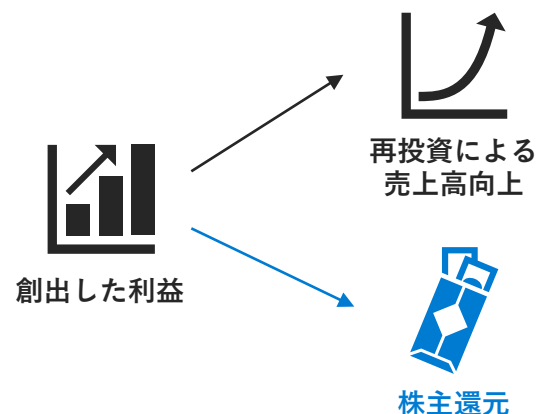 再投資による
売上高向上
創出した利益
株主還元